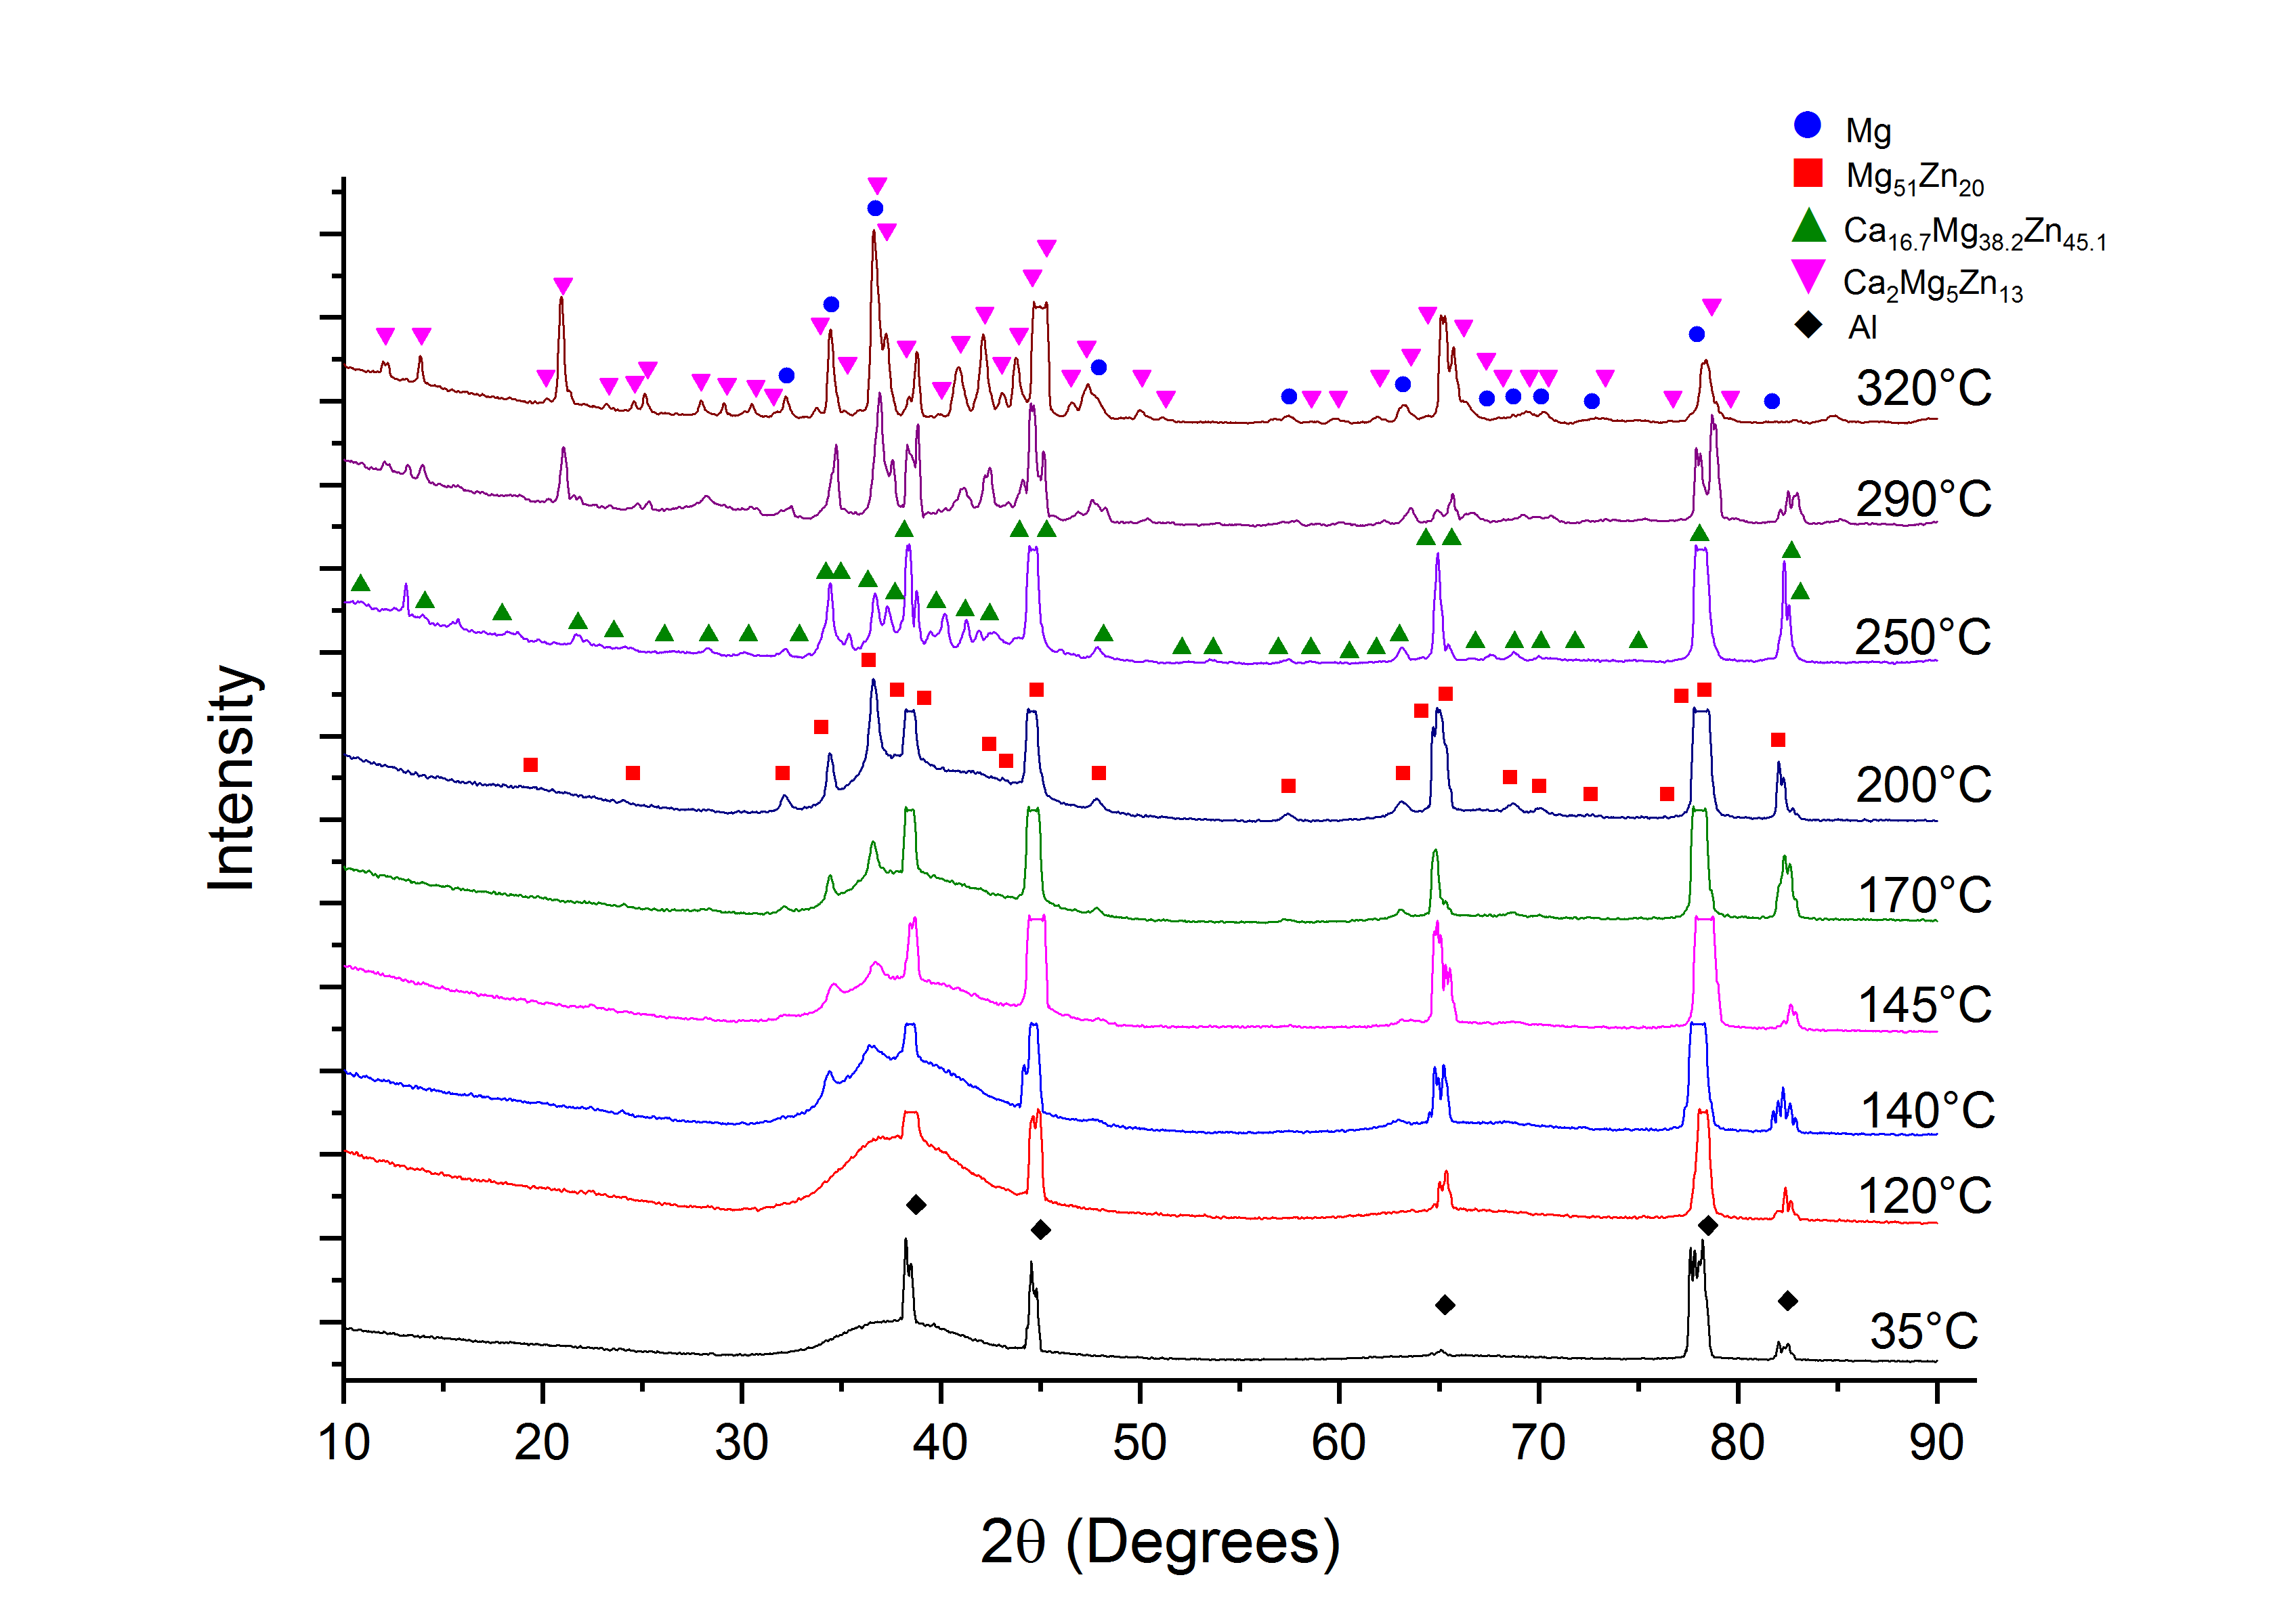 Mg
Mg51Zn20
Ca16.7Mg38.2Zn45.1
Ca2Mg5Zn13
Al
320°C
290°C
250°C
200°C
170°C
145°C
140°C
120°C
35°C
Intensity
10 20 30 40 50 60 70 80 90
2θ (Degrees)